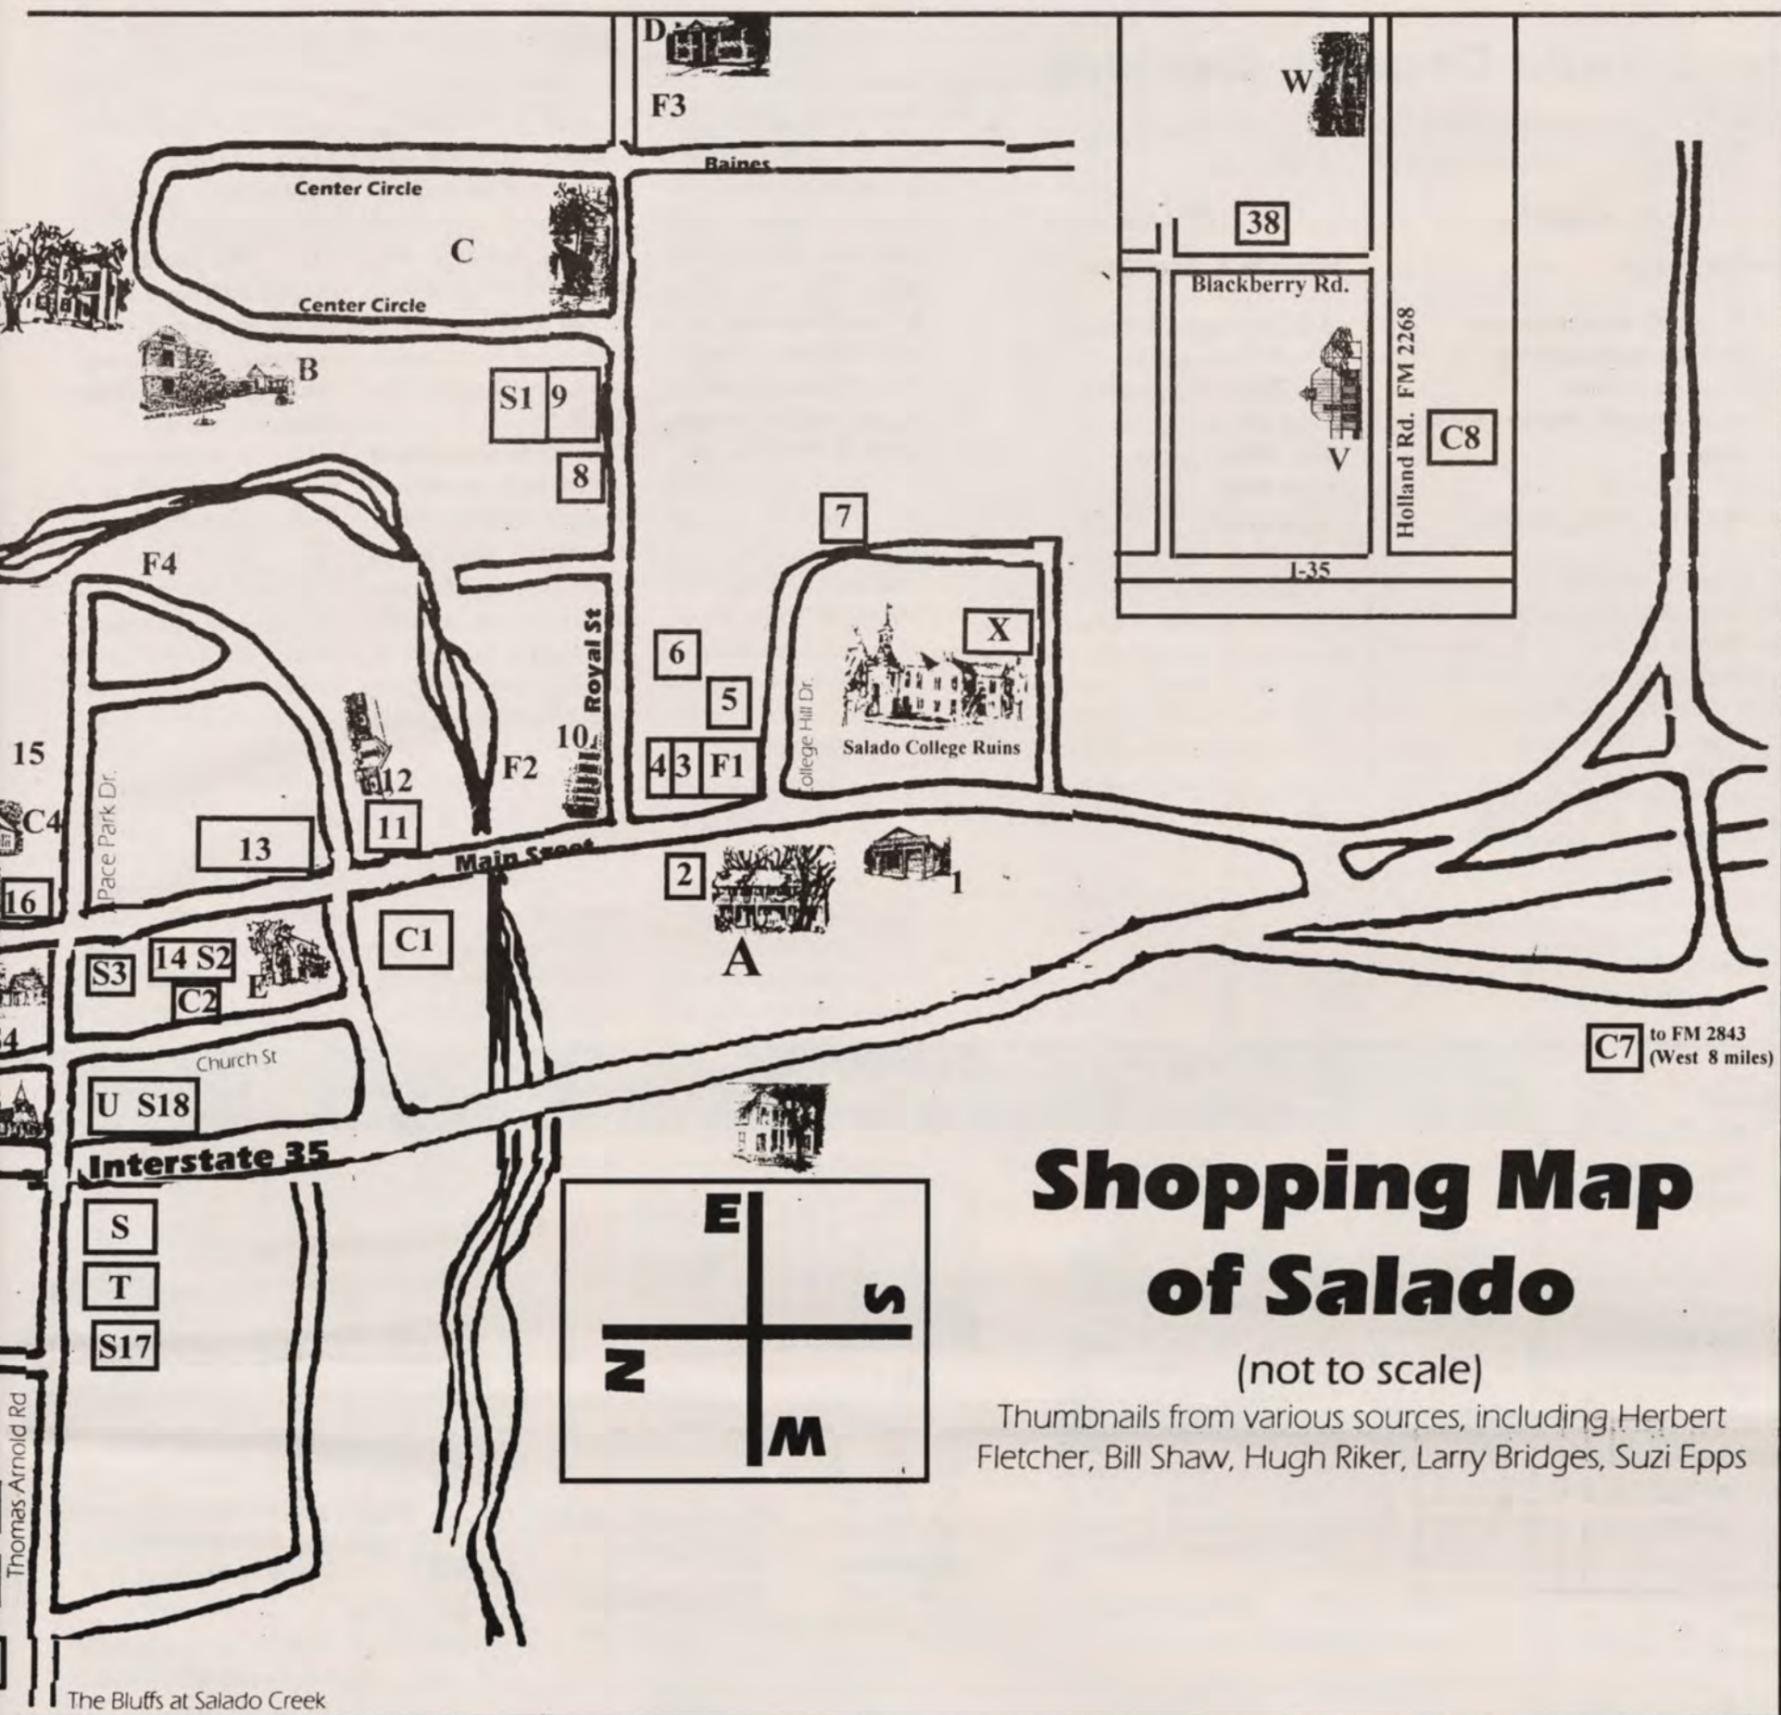 D
F3
W
Baines
Center Circle
C
38
Center Circle
Blackberry Rd.
B
S1 9
Holland Rd. FM 2268
C8
V
8
7
F4
I-35
Royal St
X
6
5
College Hill Dr.
Salado College Ruins
15
10
12
F2
4 3 F1
C4
Pace Park Dr.
13
11
Main Street
16
2
1
C1
A
S3
14 S2
E
C2
Church St
C7
to FM 2843
(West 8 miles)
U S18
Interstate 35
S
T
S17
E
S
N
W
Shopping Map
of Salado
(not to scale)
Thumbnails from various sources, including Herbert
Fletcher, Bill Shaw, Hugh Riker, Larry Bridges, Suzi Epps
Thomas Arnold Rd
The Bluffs at Salado Creek